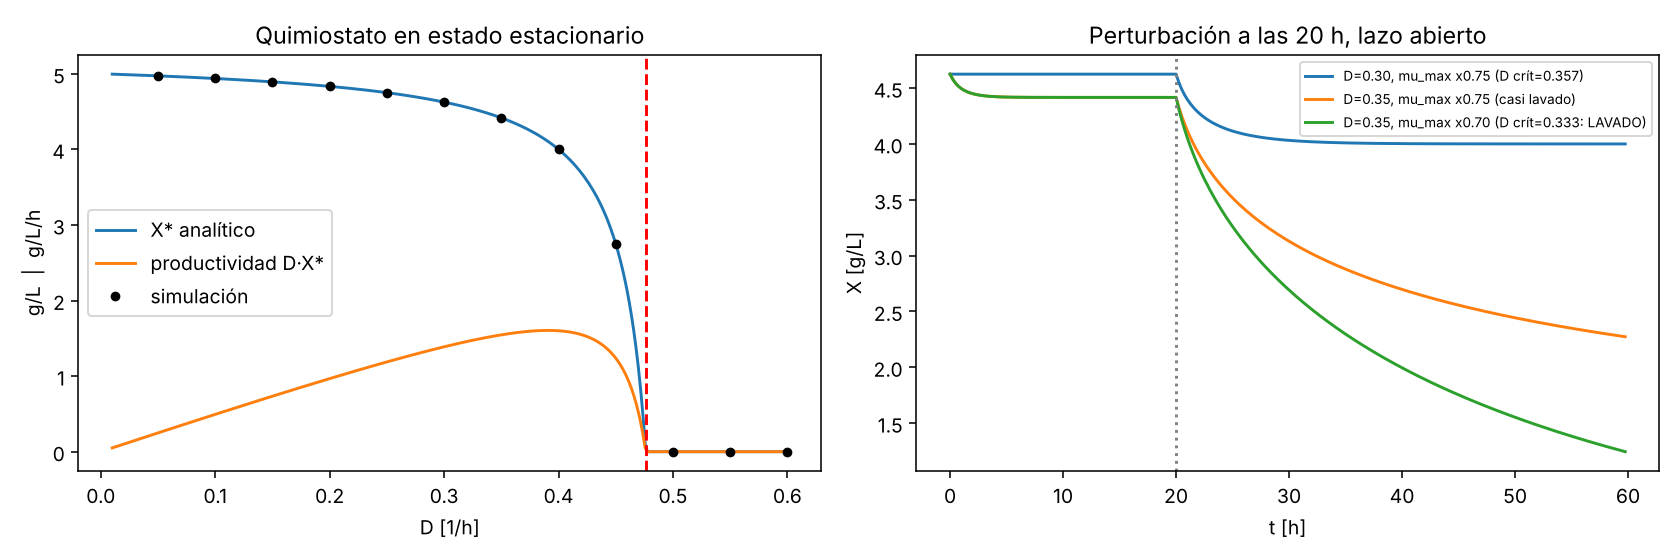 Quimiostato en estado estacionario
g/L | g/L/h
5
4
3
2
1
0
X* analítico
productividad D·X*
simulación
0.0 0.1 0.2 0.3 0.4 0.5 0.6
D [1/h]
Perturbación a las 20 h, lazo abierto
X [g/L]
4.5
4.0
3.5
3.0
2.5
2.0
1.5
D=0.30, mu_max x0.75 (D crít=0.357)
D=0.35, mu_max x0.75 (casi lavado)
D=0.35, mu_max x0.70 (D crít=0.333: LAVADO)
0 10 20 30 40 50 60
t [h]